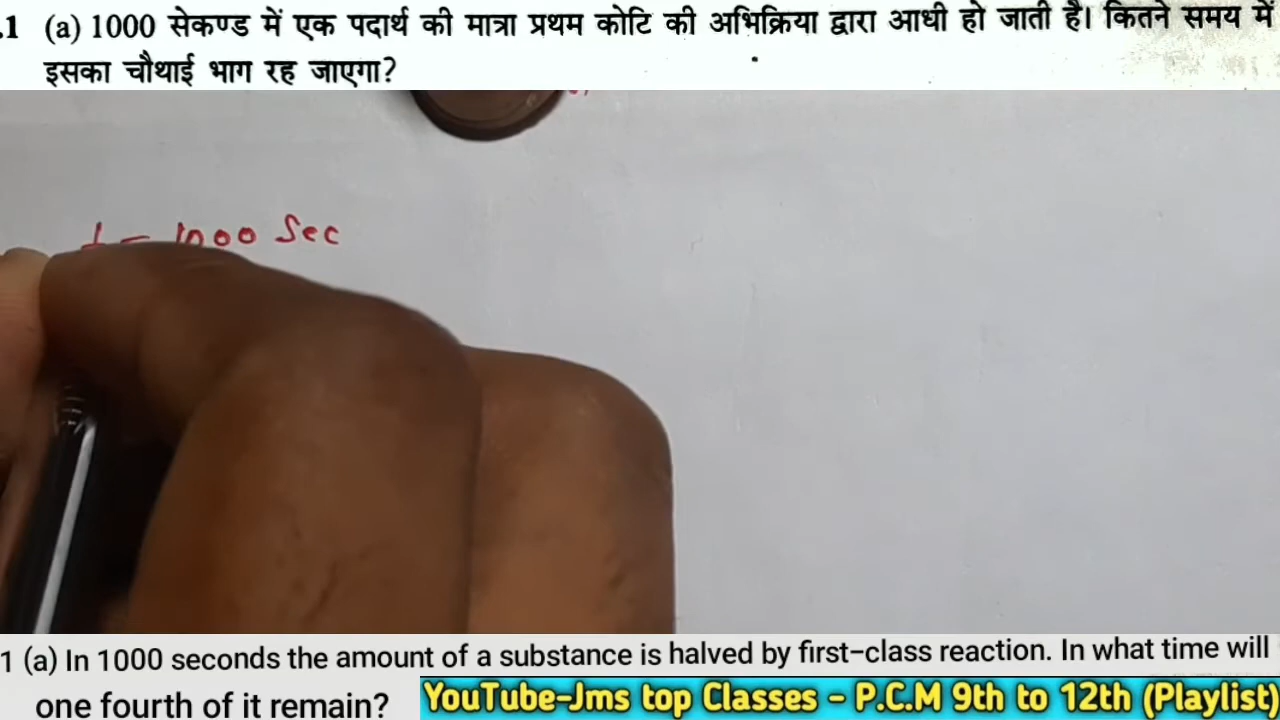 .1 (a) 1000 सेकण्ड में एक पदार्थ की मात्रा प्रथम कोटि की अभिक्रिया द्वारा आधी हो जाती है। कितने समय में
इसका चौथाई भाग रह जाएगा?
= 1000 Sec
1 (a) In 1000 seconds the amount of a substance is halved by first-class reaction. In what time will
one fourth of it remain?
YouTube-Jms top Classes - P.C.M 9th to 12th (Playlist)